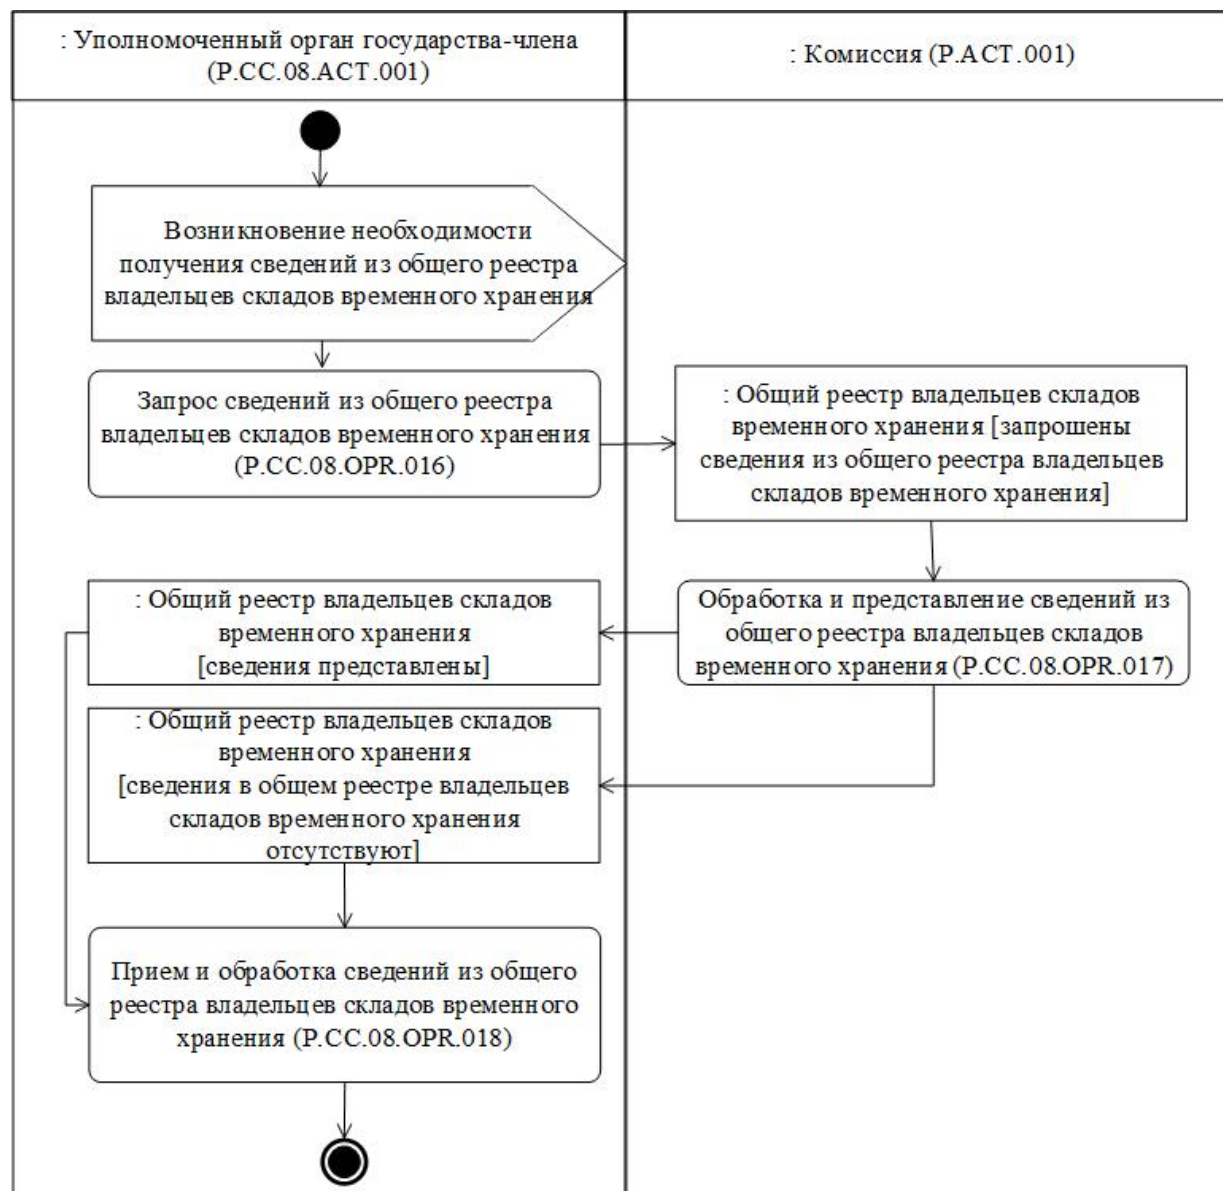 : Уполномоченный орган государства-члена
(P.CC.08.ACT.001)
: Комиссия (P.ACT.001)
Возникновение необходимости
получения сведений из общего реестра
владельцев складов временного хранения
Запрос сведений из общего реестра
владельцев складов временного хранения
(P.CC.08.OPR.016)
: Общий реестр владельцев складов
временного хранения [запрошены
сведения из общего реестра владельцев
складов временного хранения]
: Общий реестр владельцев складов
временного хранения
[сведения представлены]
Обработка и представление сведений из
общего реестра владельцев складов
временного хранения (P.CC.08.OPR.017)
: Общий реестр владельцев складов
временного хранения
[сведения в общем реестре владельцев
складов временного хранения
отсутствуют]
Прием и обработка сведений из общего
реестра владельцев складов временного
хранения (P.CC.08.OPR.018)